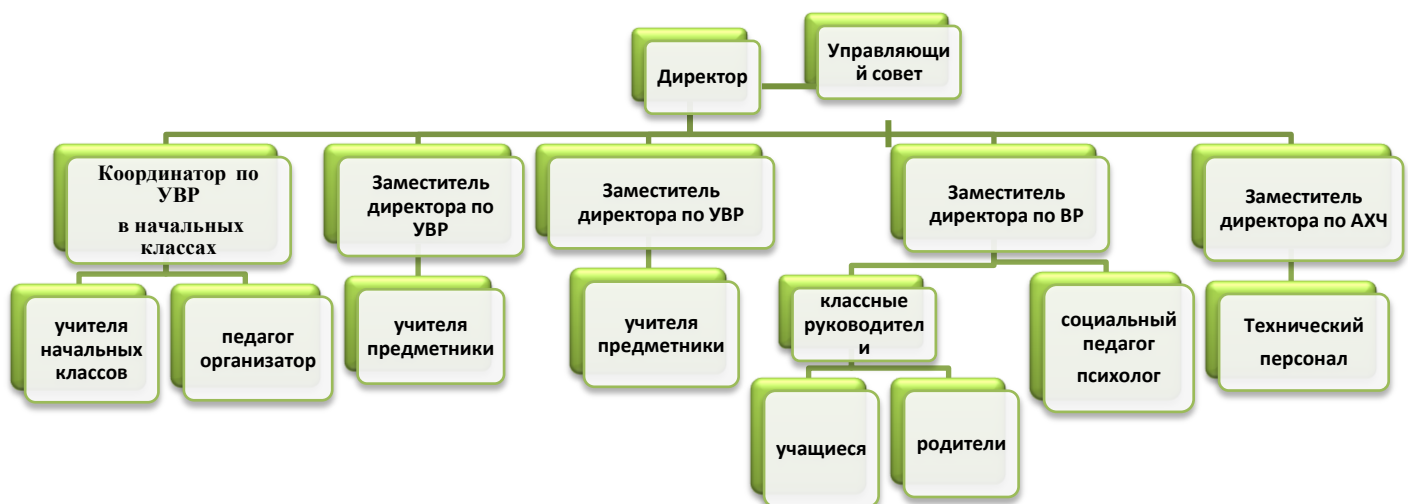 Директор
Управляющи
й совет
Координатор по
УВР
в начальных
классах
Заместитель
директора по
УВР
Заместитель
директора по УВР
Заместитель
директора по ВР
Заместитель
директора по АХЧ
учителя
начальных
классов
педагог
организатор
учителя
предметники
учителя
предметники
классные
руководител
и
социальный
педагог
психолог
Технический
персонал
учащиеся
родители